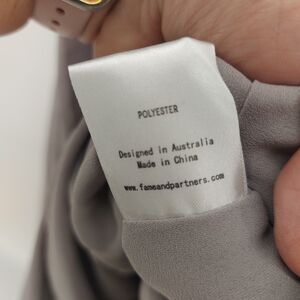 POLYESTER
Designed in Australia
Made in China
www.fameandpartners.com